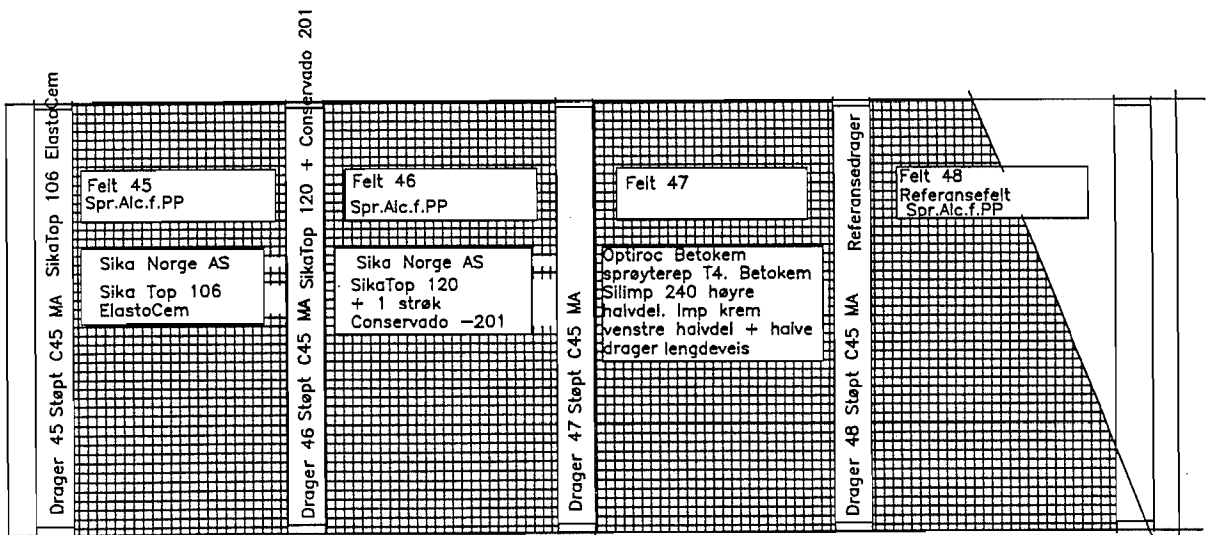 Drager 45 Støpt C45 MA SikaTop 106 ElastoCem
Felt 45
Spr.Alc.f.PP
Sika Norge AS
Sika Top 106
ElastoCem
Drager 46 Støpt C45 MA SikaTop 120 + Conservado 201
Felt 46
Spr.Alc.f.PP
Sika Norge AS
SikaTop 120
+ 1 strøk
Conservado -201
Drager 47 Støpt C45 MA
Felt 47
Optiroc Betokem
sprøyterep T4. Betokem
Silimp 240 høyre
halvdel. Imp krem
venstre halvdel + halve
drager lengdeveis
Drager 48 Støpt C45 MA Referansedrager
Felt 48
Referansefelt
Spr.Alc.f.PP